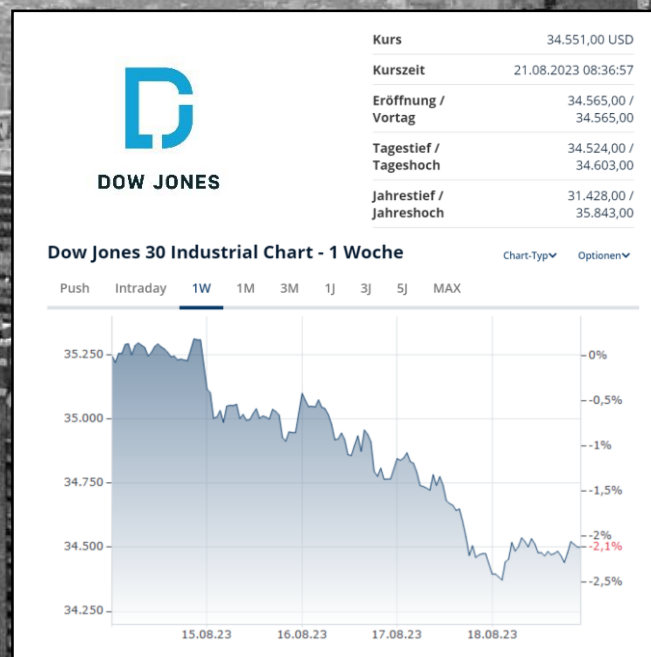 DOW JONES
Kurs 34.551,00 USD
Kurszeit 21.08.2023 08:36:57
Eröffnung / 34.565,00 /
Vortag 34.565,00
Tagestief / 34.524,00 /
Tageshoch 34.603,00
Jahrestief / 31.428,00 /
Jahreshoch 35.843,00
Dow Jones 30 Industrial Chart - 1 Woche Chart-Typ Optionen
Push Intraday 1W 1M 3M 1J 3J 5J MAX
35.250 0%
-0,5%
35.000
-1%
34.750
-1,5%
-2%
34.500 -2,1%
-2,5%
34.250
15.08.23 16.08.23 17.08.23 18.08.23